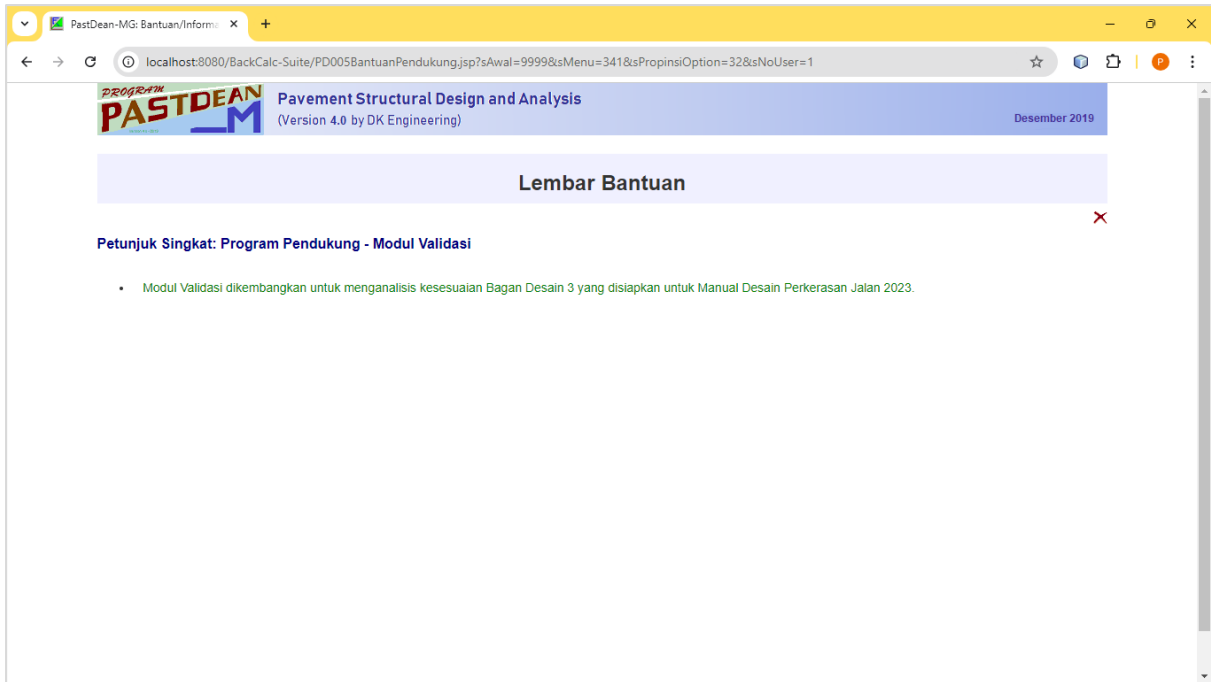 PastDean-MG: Bantuan/Informa
localhost:8080/BackCalc-Suite/PD005BantuanPendukung.jsp?sAwal=9999&sMenu=341&sPropinsiOption=32&sNoUser=1
P
PROGRAM
PASTDEAN
_M
Pavement Structural Design and Analysis
(Version 4.0 by DK Engineering)
Desember 2019
Lembar Bantuan
Petunjuk Singkat: Program Pendukung - Modul Validasi
• Modul Validasi dikembangkan untuk menganalisis kesesuaian Bagan Desain 3 yang disiapkan untuk Manual Desain Perkerasan Jalan 2023.